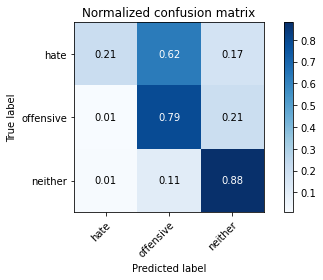 Normalized confusion matrix
True label
hate 0.21 0.62 0.17
offensive 0.01 0.79 0.21
neither 0.01 0.11 0.88
hate offensive neither
Predicted label
0.8
0.7
0.6
0.5
0.4
0.3
0.2
0.1